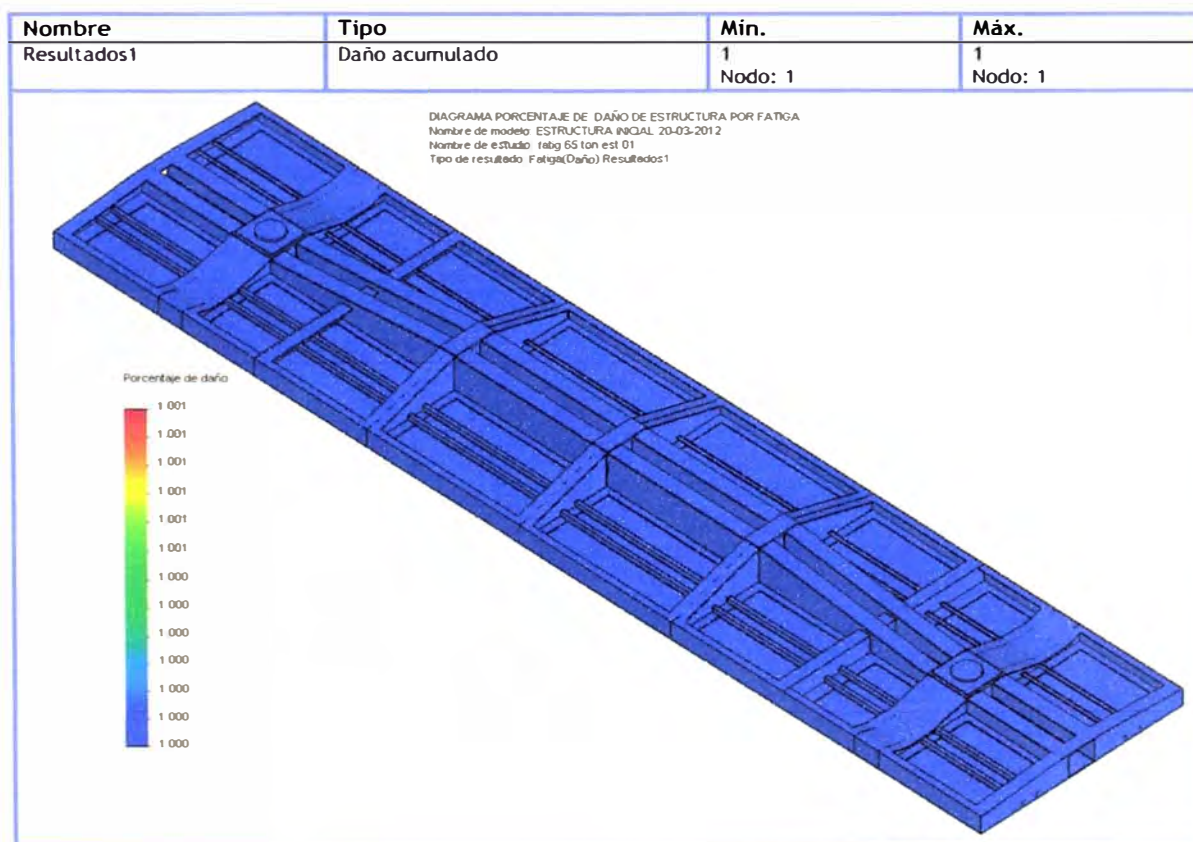 Nombre Tipo Mín. Máx.
Resultados1 Daño acumulado 1 1
Nodo: 1 Nodo: 1
DIAGRAMA PORCENTAJE DE DAÑO DE ESTRUCTURA POR FATIGA
Nombre de modelo: ESTRUCTURA INICIAL 20-03-2012
Nombre de estudio: fabg 65 ton est 01
Tipo de resultado: Fatiga(Daño) Resultados1
Porcentaje de daño
1 001
1 001
1 001
1 001
1 001
1 001
1 000
1 000
1 000
1 000
1 000
1 000
1 000